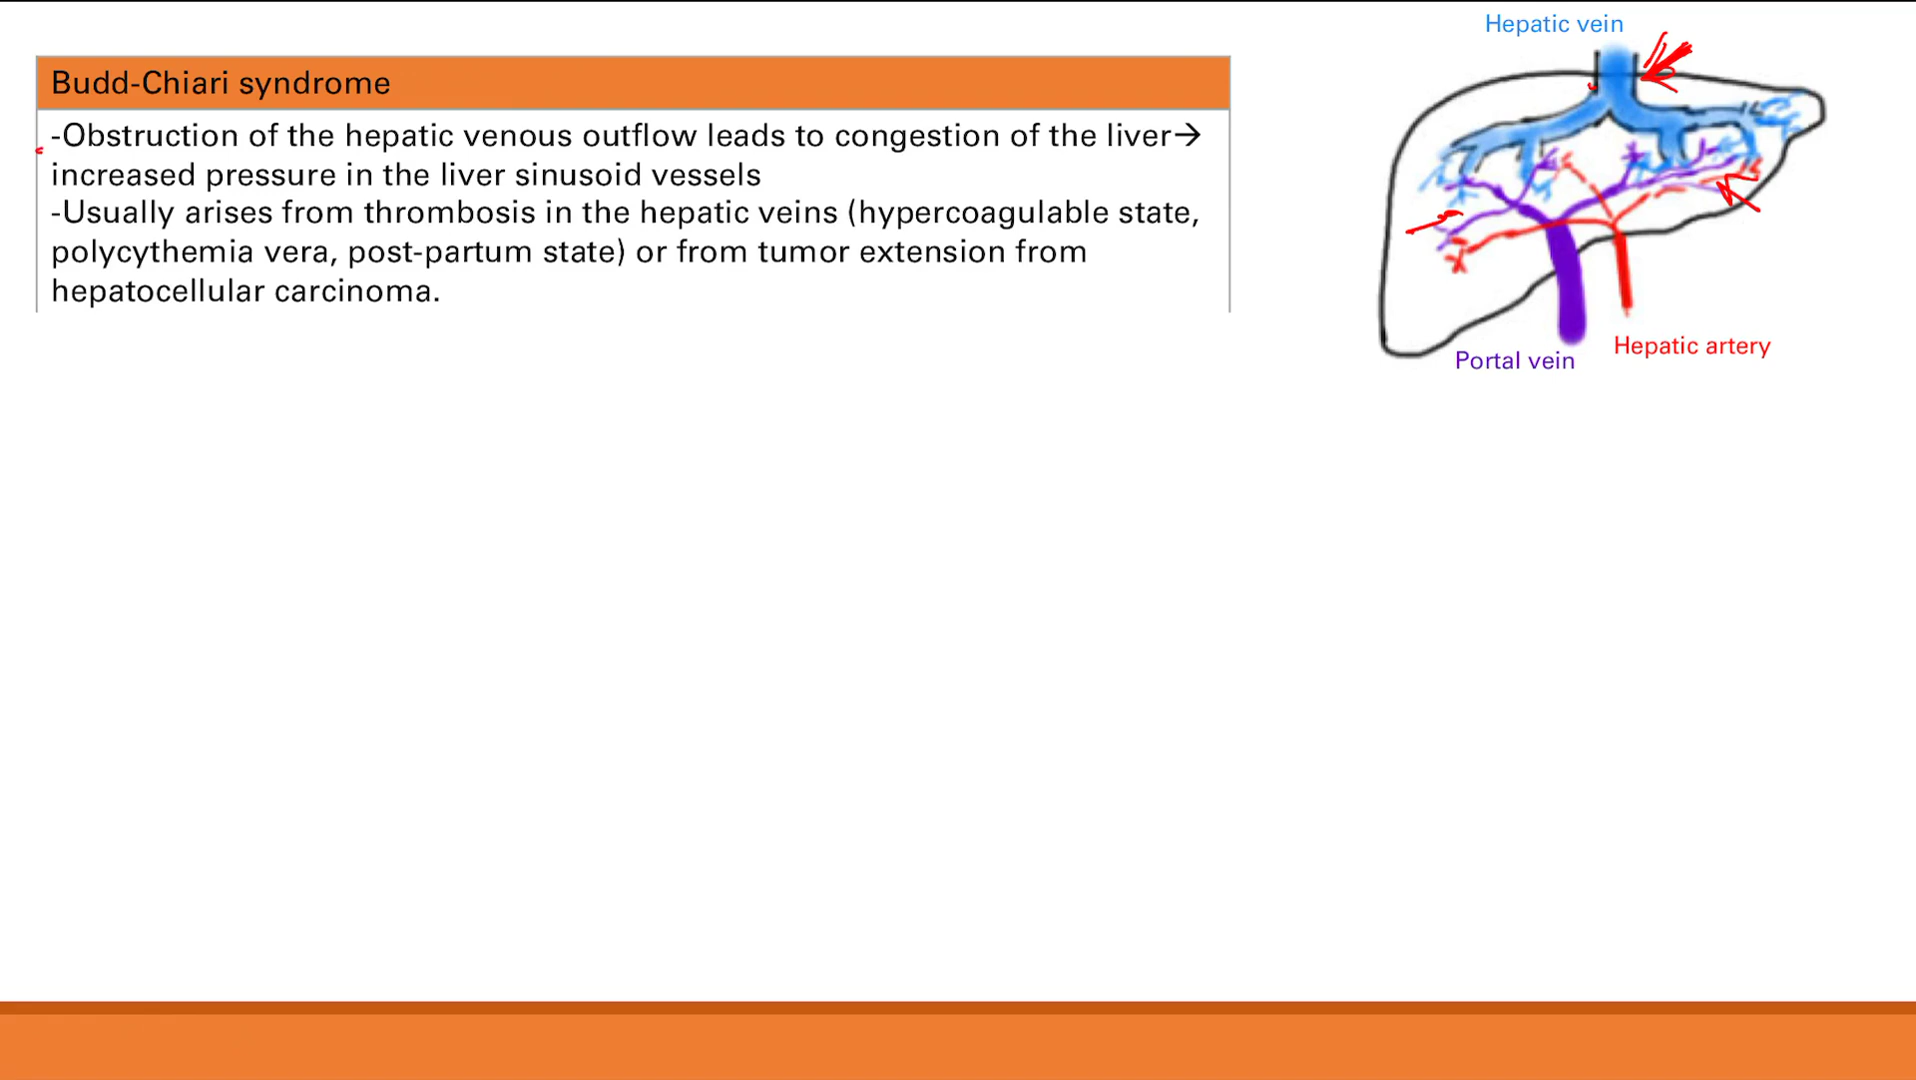 Hepatic vein
Budd-Chiari syndrome
-Obstruction of the hepatic venous outflow leads to congestion of the liver→
increased pressure in the liver sinusoid vessels
-Usually arises from thrombosis in the hepatic veins (hypercoagulable state,
polycythemia vera, post-partum state) or from tumor extension from
hepatocellular carcinoma.
Hepatic artery
Portal vein